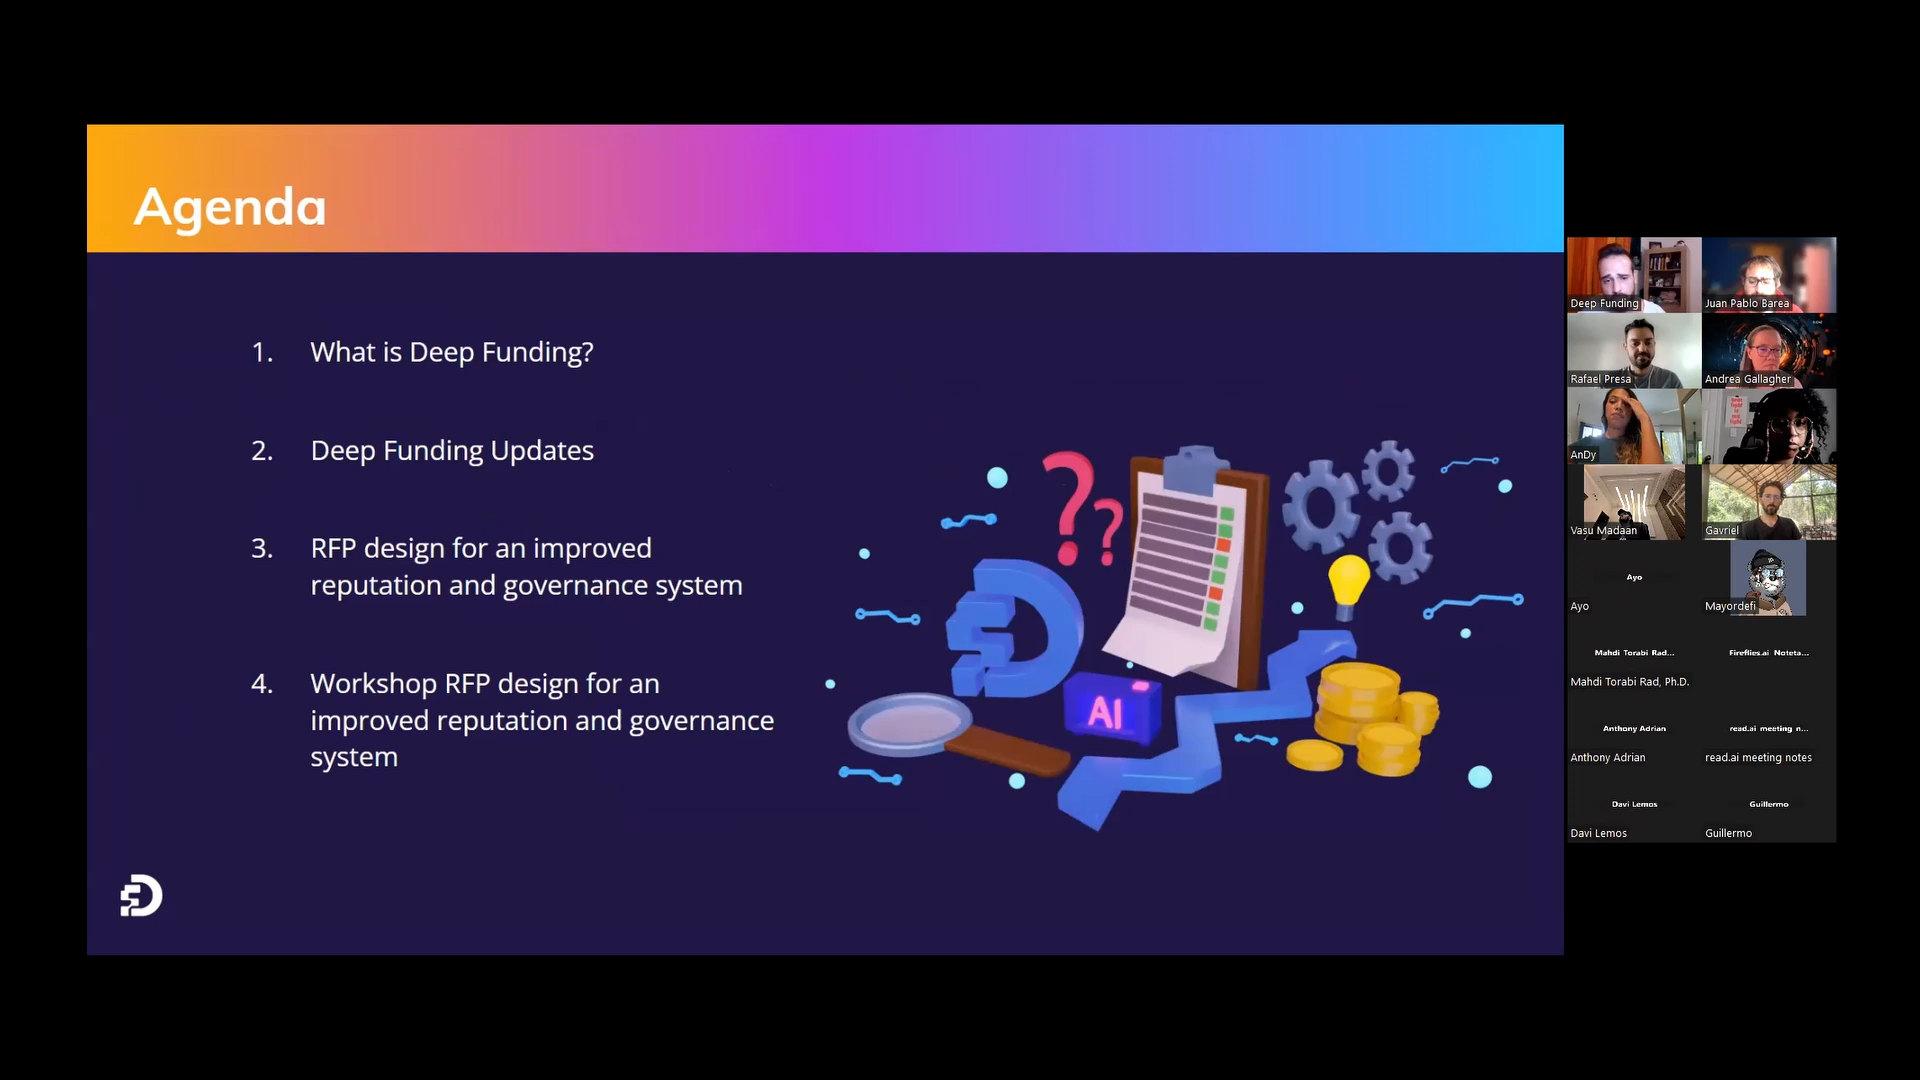 Agenda
1. What is Deep Funding?
2. Deep Funding Updates
3. RFP design for an improved
reputation and governance system
4. Workshop RFP design for an
improved reputation and governance
system
??
AI
Deep Funding
Juan Pablo Barea
Rafael Presa
Andrea Gallagher
AnDy
Vasu Madaan
Gavriel
Ayo
Ayo
Mayordefi
Mahdi Torabi Rad...
Fireflies.ai Noteta...
Mahdi Torabi Rad, Ph.D.
Anthony Adrian
read.ai meeting n...
Anthony Adrian
read.ai meeting notes
Davi Lemos
Guillermo
Davi Lemos
Guillermo